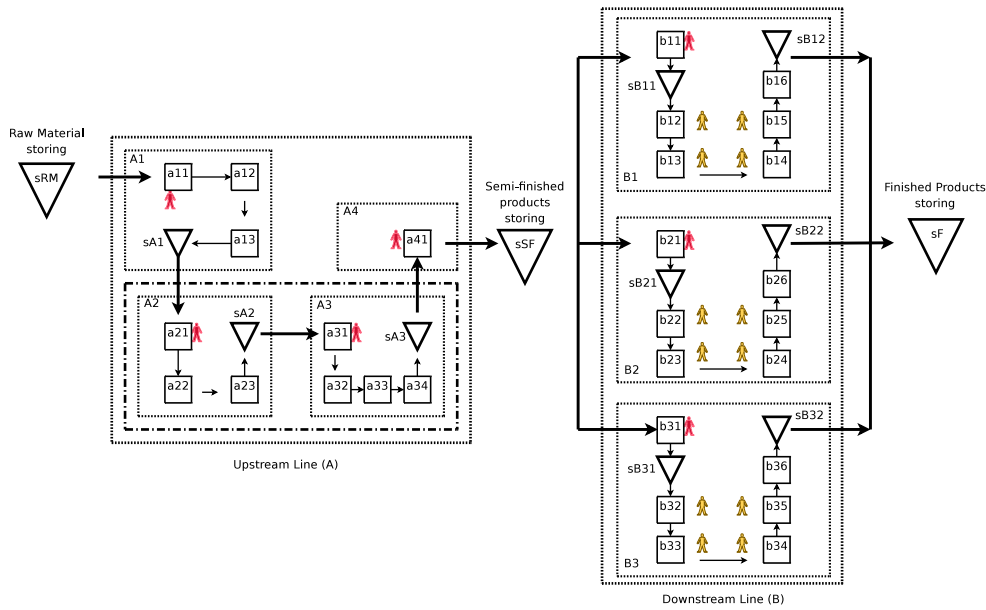 Raw Material
storing
sRM
A1
a11
a12
a13
sA1
A2
a21
a22
a23
sA2
A3
a31
a32
a33
a34
sA3
A4
a41
Upstream Line (A)
Semi-finished
products
storing
sSF
b11
sB11
b12
b13
B1
b14
b15
b16
sB12
b21
sB21
b22
b23
B2
b24
b25
b26
sB22
b31
sB31
b32
b33
B3
b34
b35
b36
sB32
Downstream Line (B)
Finished Products
storing
sF